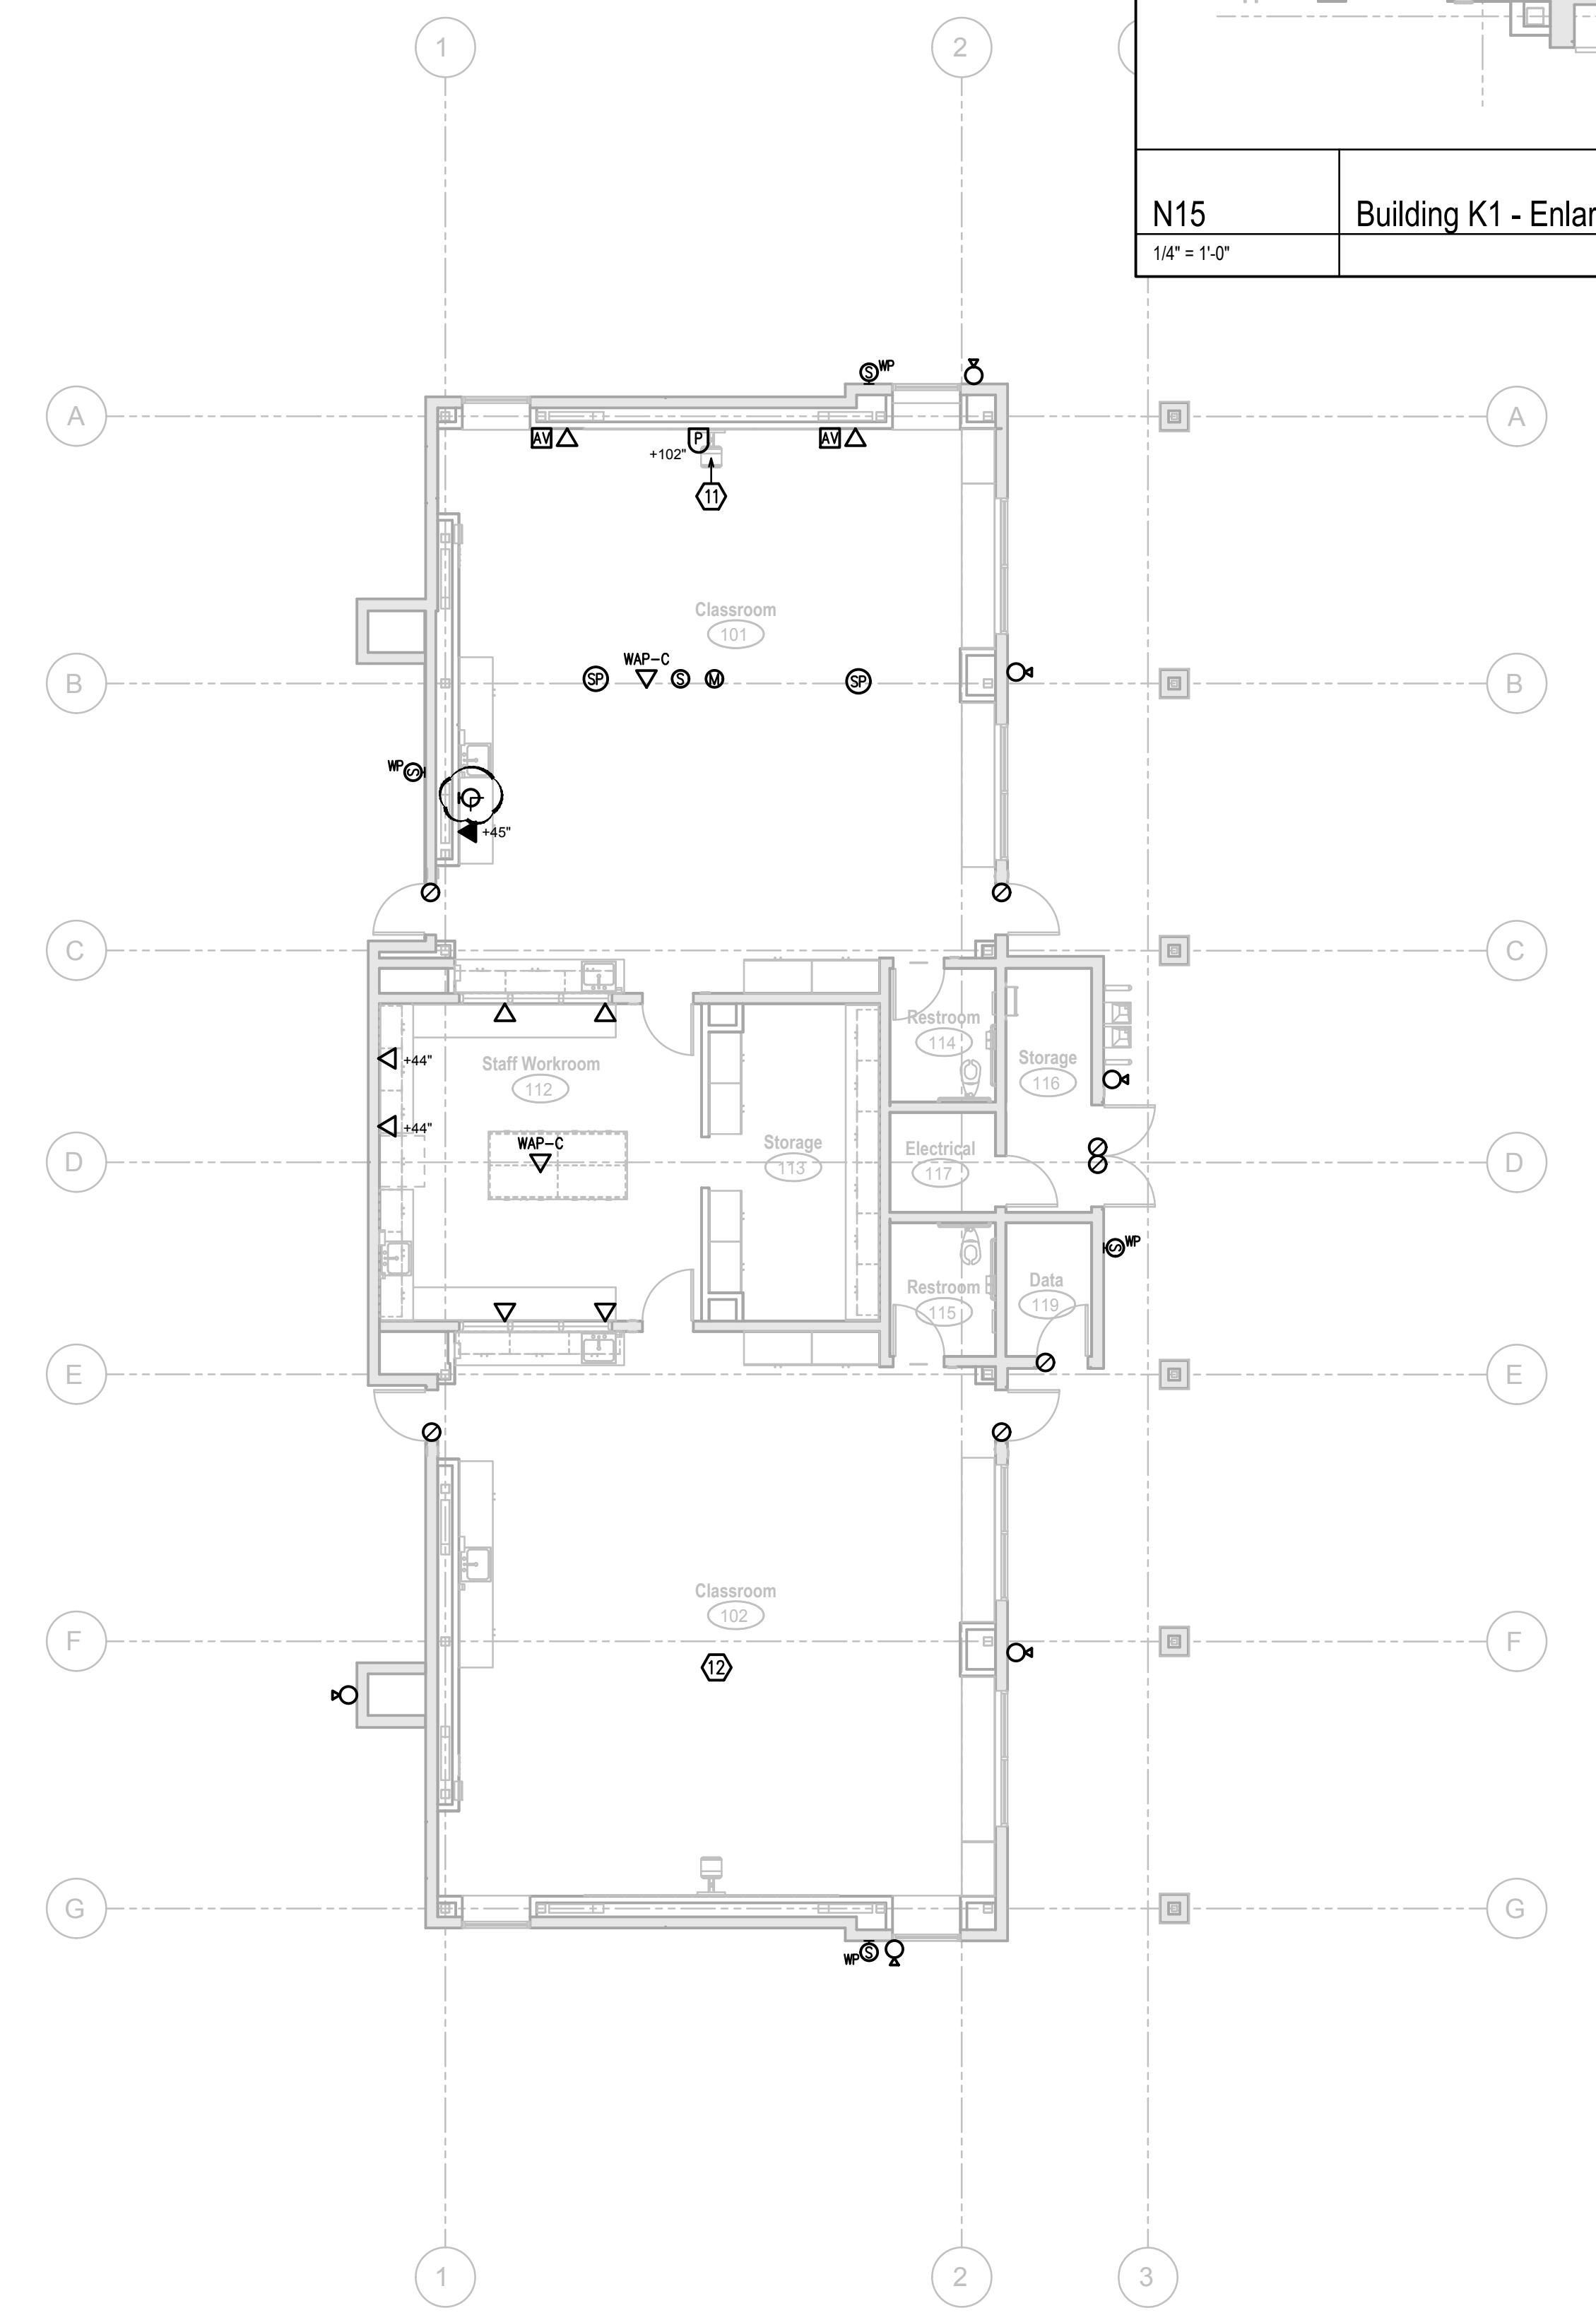 1
2
N15
Building K1 - Enlar
1/4" = 1'-0"
S
WP
A
A
AV
P
AV
+102"
11
Classroom
101
WAP-C
B
SP
S
M
SP
B
WP
S
+45"
C
C
Restroom
114
Storage
116
+44"
Staff Workroom
112
+44"
WAP-C
Storage
113
Electrical
117
D
D
S
WP
Restroom
115
Data
119
E
E
Classroom
102
F
F
12
G
G
WP
S
1
2
3